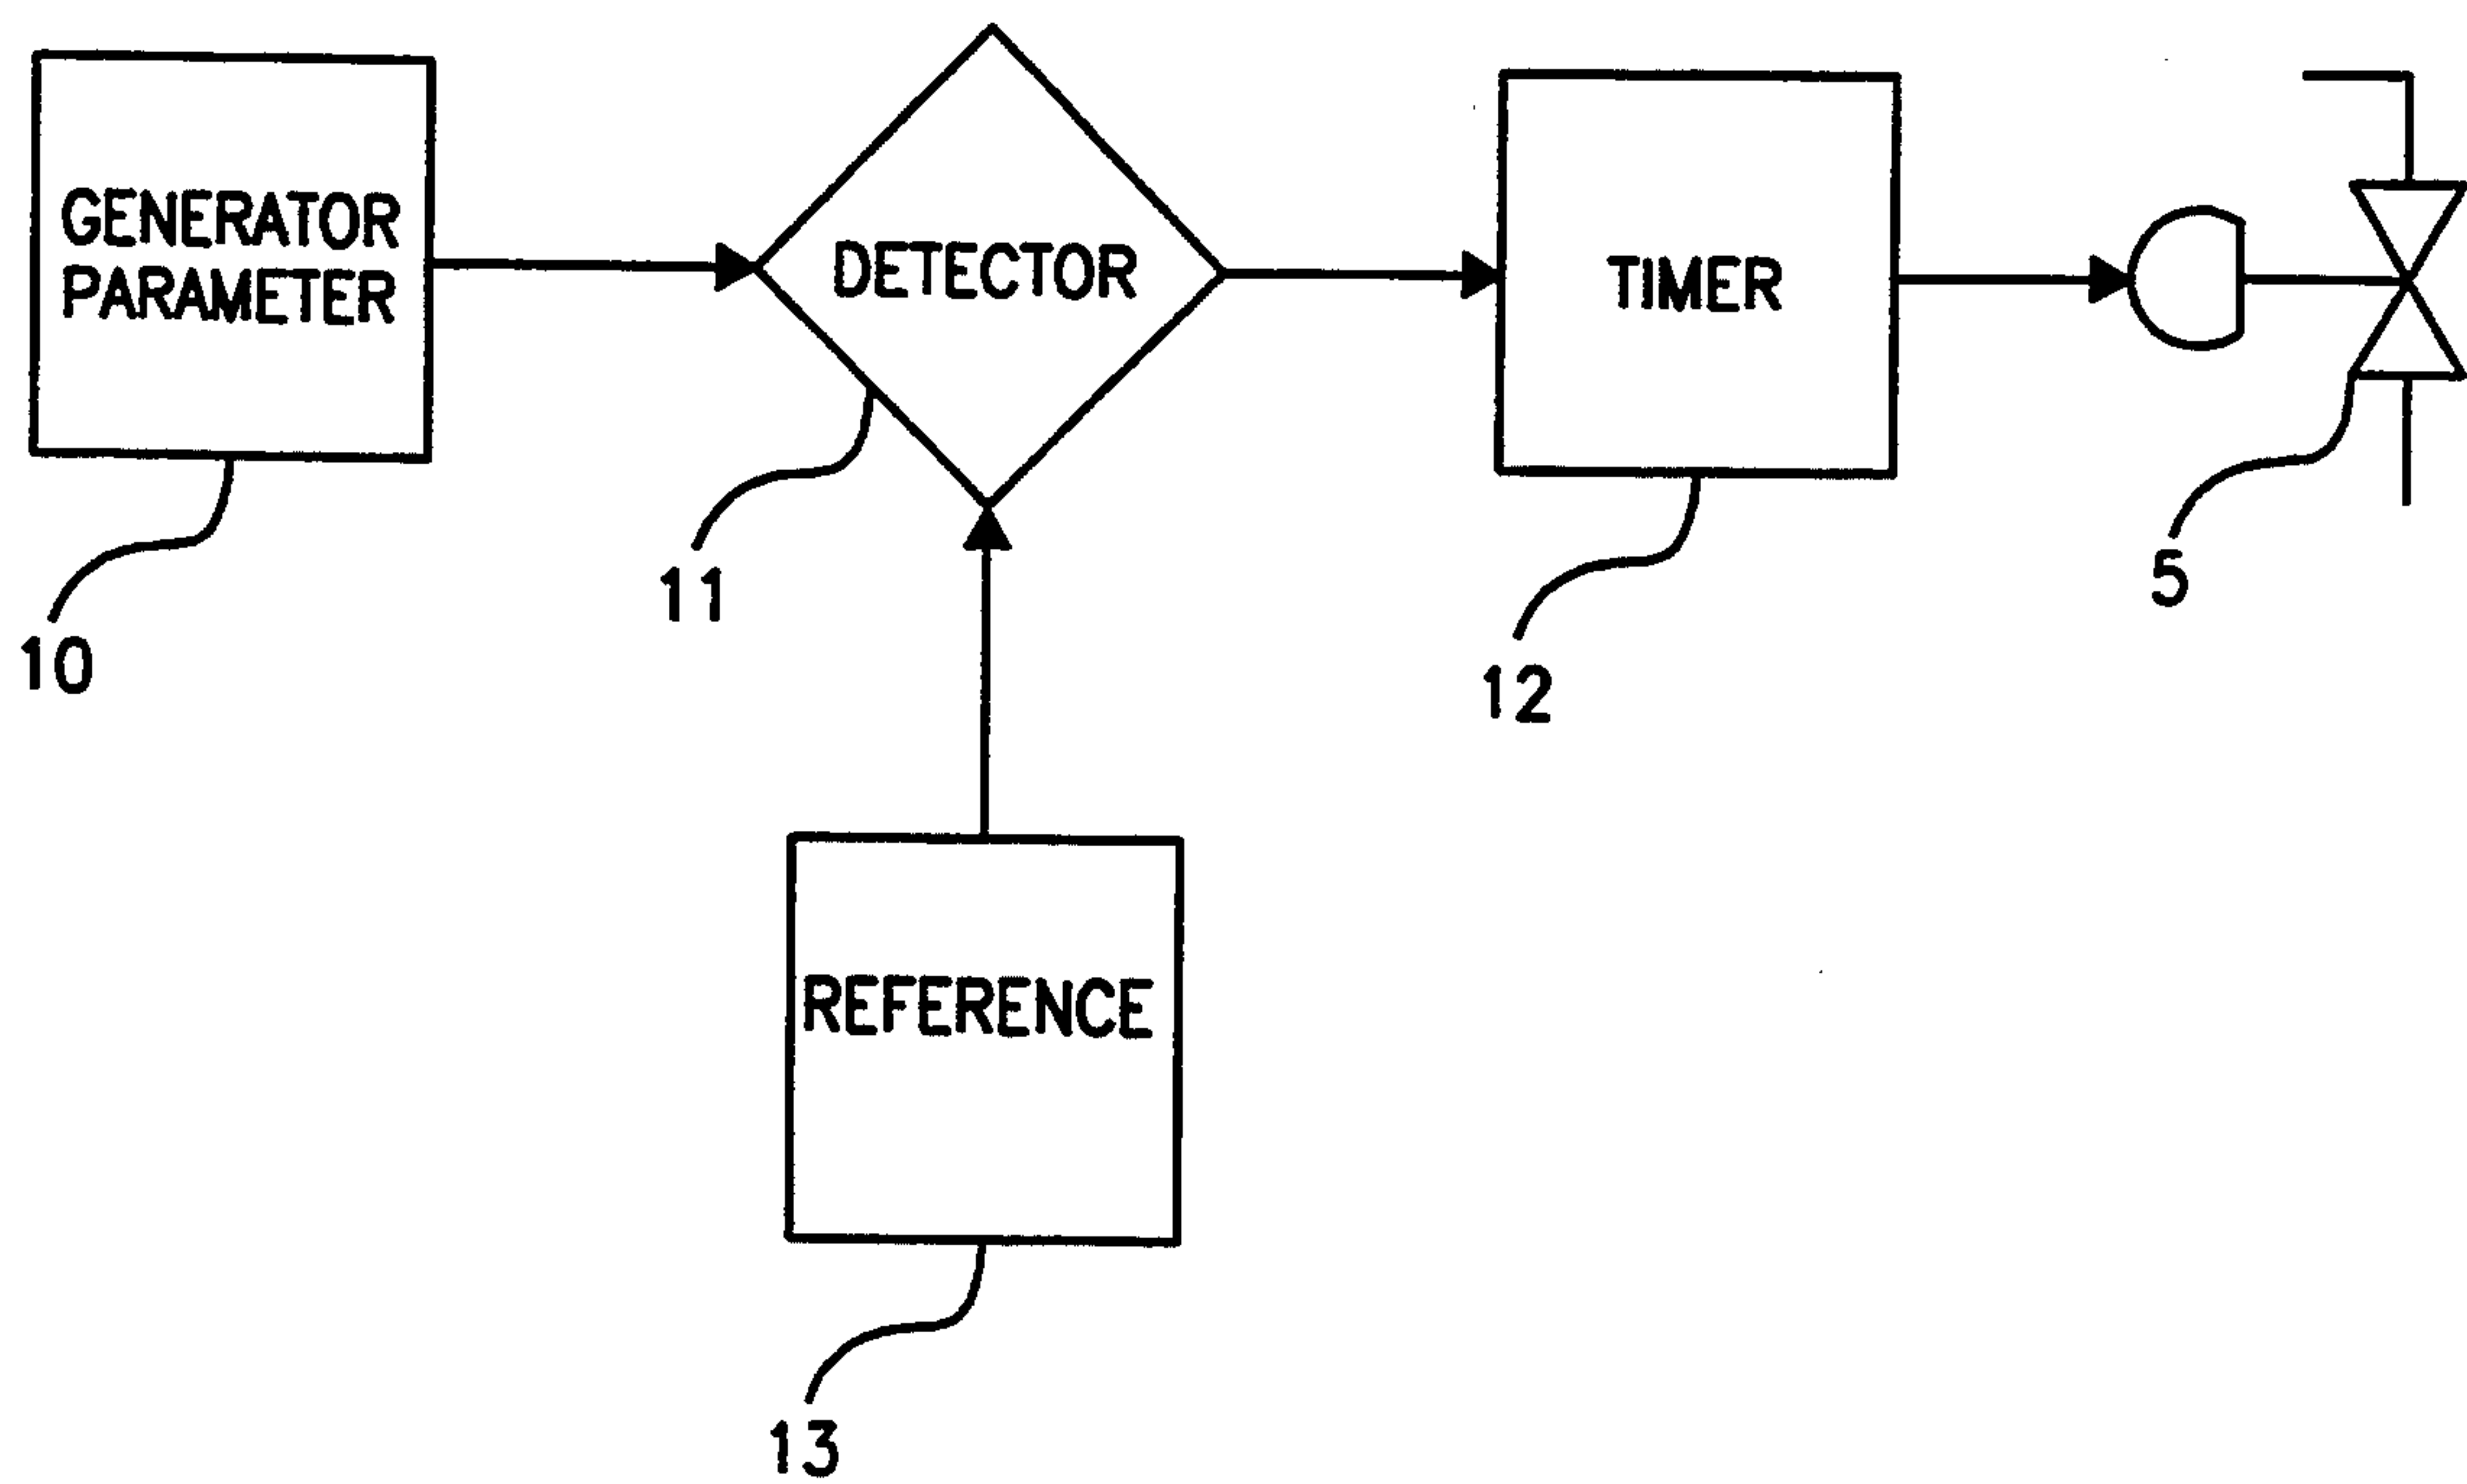 GENERATOR
PARAMETER
DETECTOR
TIMER
10
11
12
5
REFERENCE
13